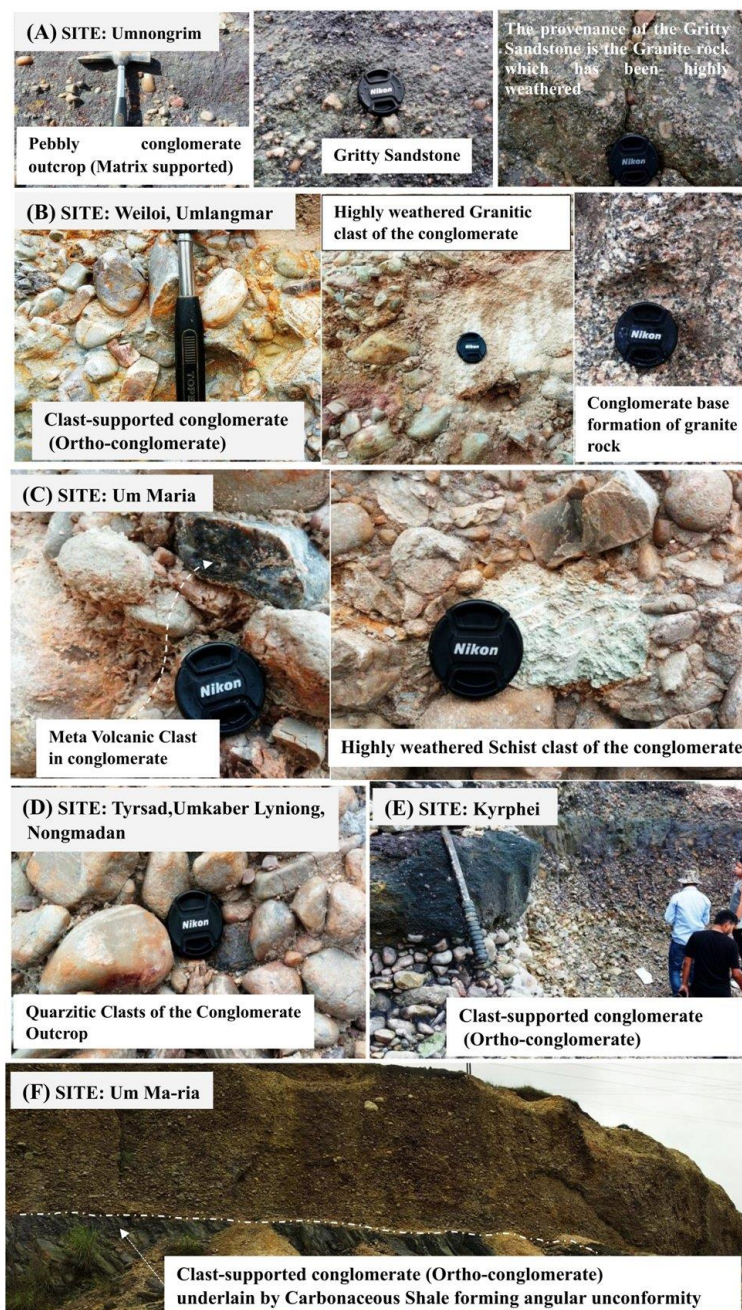 (A) SITE: Umnongrim
Pebbly conglomerate
outcrop (Matrix supported)
Nikon
Gritty Sandstone
The provenance of the Gritty
Sandstone is the Granite rock
which has been highly
weathered
Nikon
(B) SITE: Weiloi, Umlangmar
Clast-supported conglomerate
(Ortho-conglomerate)
Highly weathered Granitic
clast of the conglomerate
Nikon
Nikon
Conglomerate base
formation of granite
rock
(C) SITE: Um Maria
Nikon
Meta Volcanic Clast
in conglomerate
Nikon
Highly weathered Schist clast of the conglomerate
(D) SITE: Tyrsad,Umkaber Lyniong,
Nongmadan
Nikon
Quarzitic Clasts of the Conglomerate
Outcrop
(E) SITE: Kyrphei
Clast-supported conglomerate
(Ortho-conglomerate)
(F) SITE: Um Ma-ria
Clast-supported conglomerate (Ortho-conglomerate)
underlain by Carbonaceous Shale forming angular unconformity